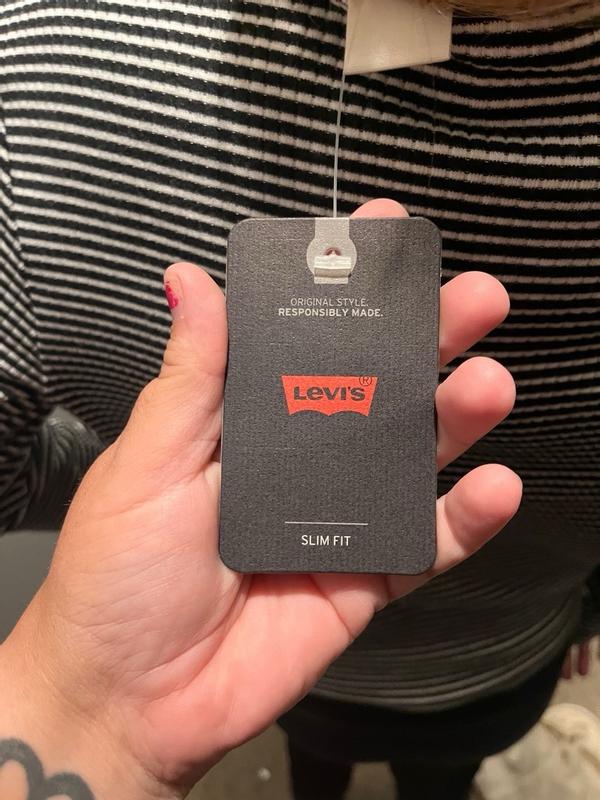 ORIGINAL STYLE.
RESPONSIBLY MADE.
LEVI'S®
SLIM FIT